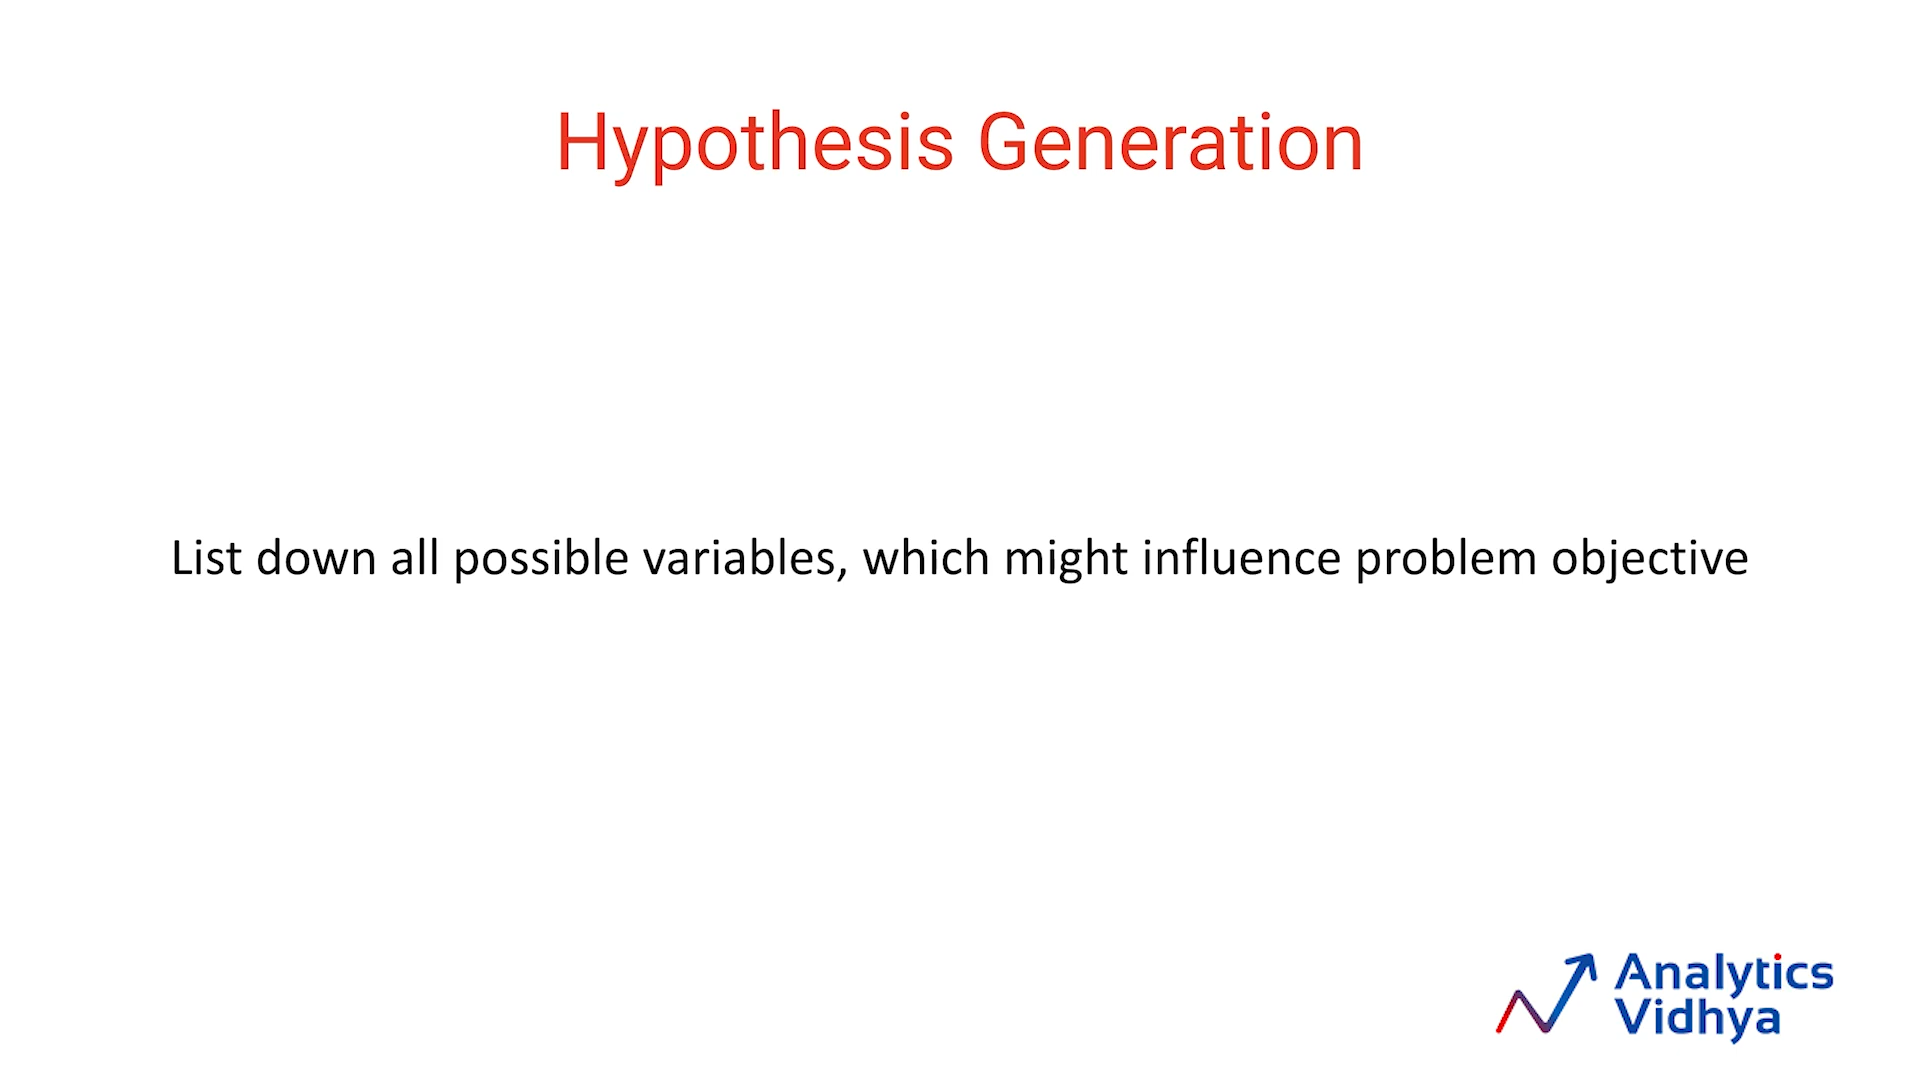 Hypothesis Generation
List down all possible variables, which might influence problem objective
Analytics
Vidhya